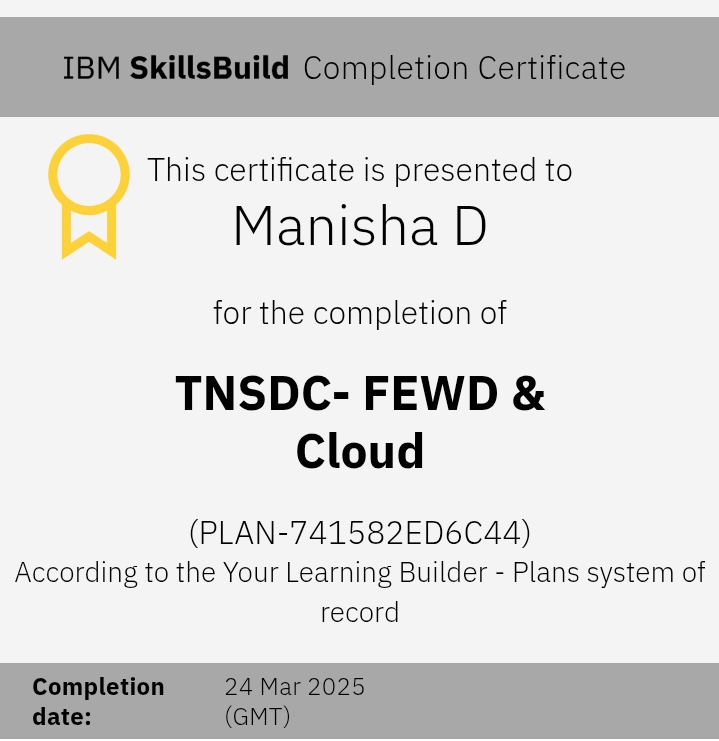 IBM SkillsBuild Completion Certificate
This certificate is presented to
Manisha D
for the completion of
TNSDC- FEWD &
Cloud
(PLAN-741582ED6C44)
According to the Your Learning Builder - Plans system of
record
Completion date:
24 Mar 2025 (GMT)